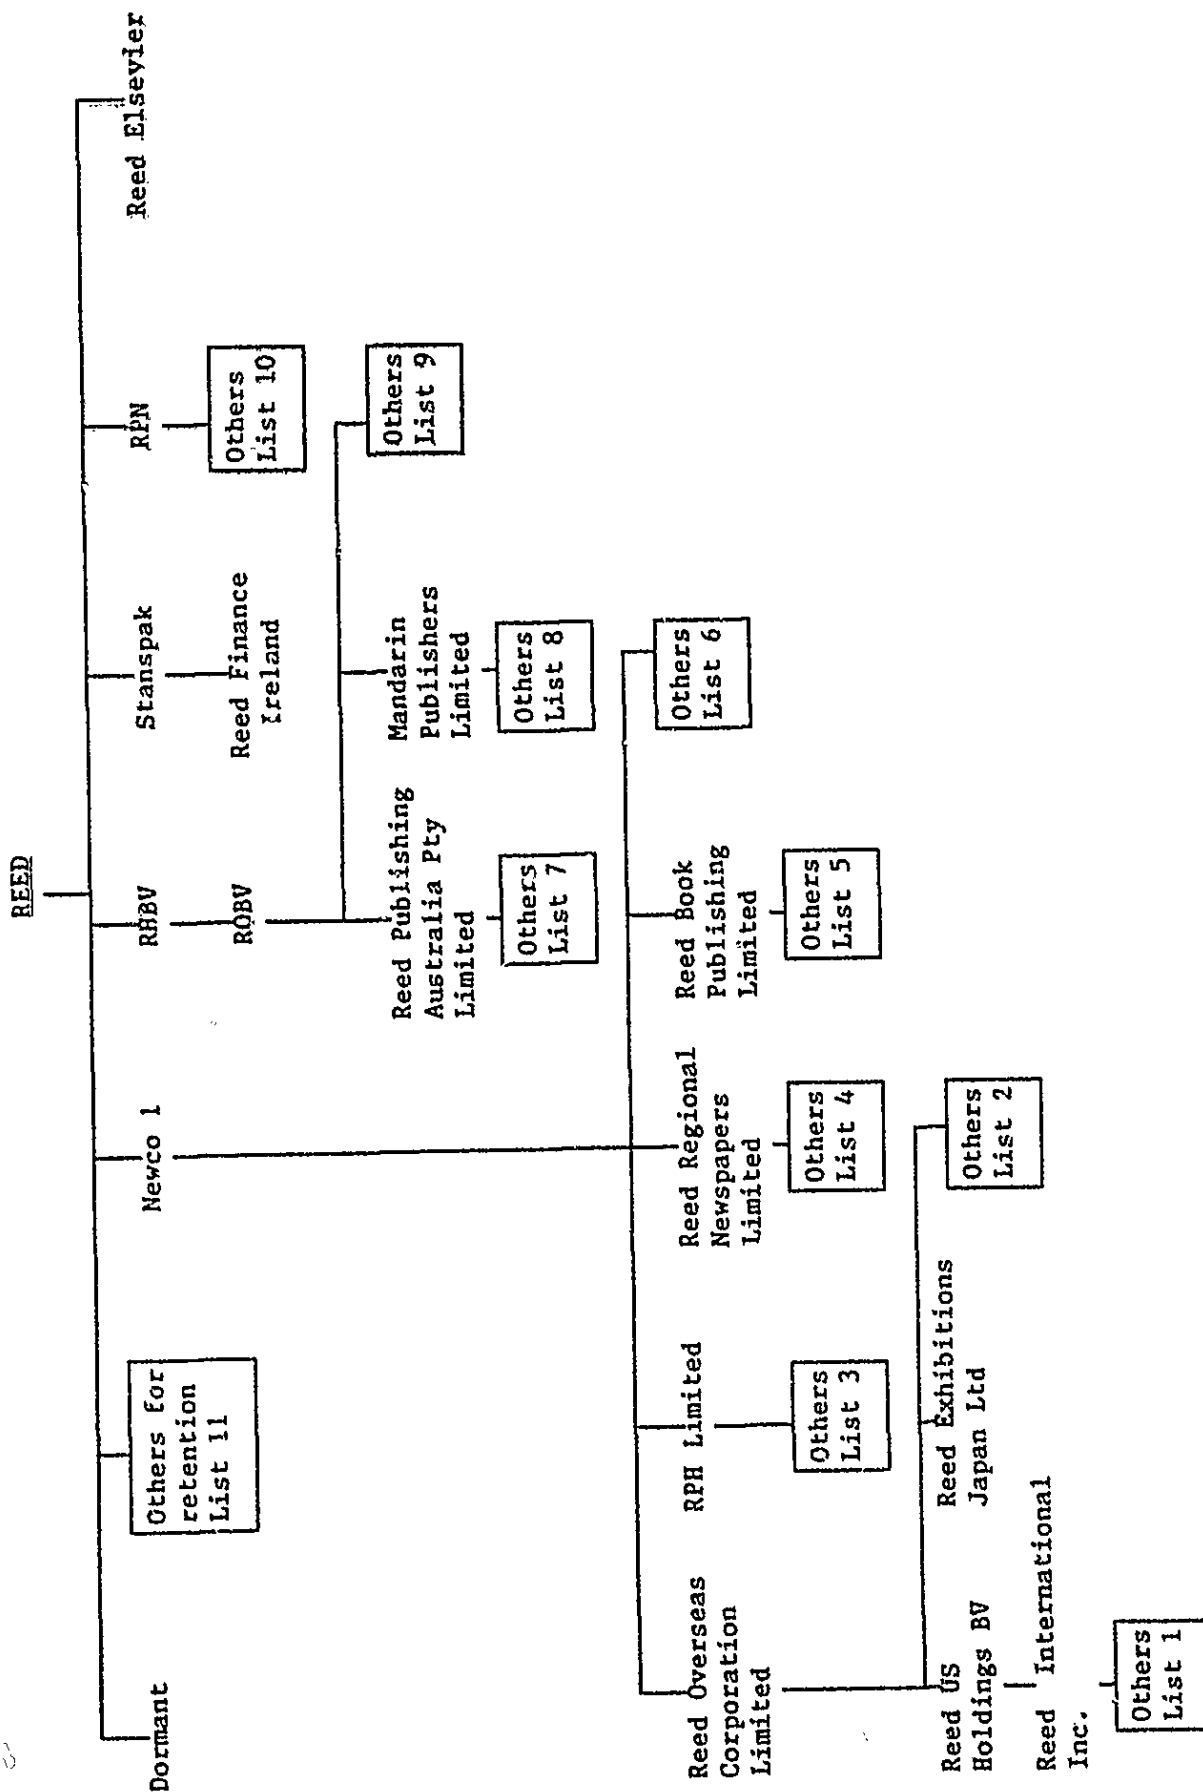 REED
Dormant
Others for
retention
List 11
Newco 1
RHBV
Stanspak
RPN
Reed Elsevier
ROBV
Reed Finance
Ireland
Others
List 10
Reed Publishing
Australia Pty
Limited
Mandarin
Publishers
Limited
Others
List 9
Others
List 7
Others
List 8
Reed Overseas
Corporation
Limited
RPH Limited
Reed Regional
Newspapers
Limited
Reed Book
Publishing
Limited
Others
List 6
Others
List 3
Others
List 4
Others
List 5
Reed US
Holdings BV
Reed Exhibitions
Japan Ltd
Others
List 2
Reed International
Inc.
Others
List 1